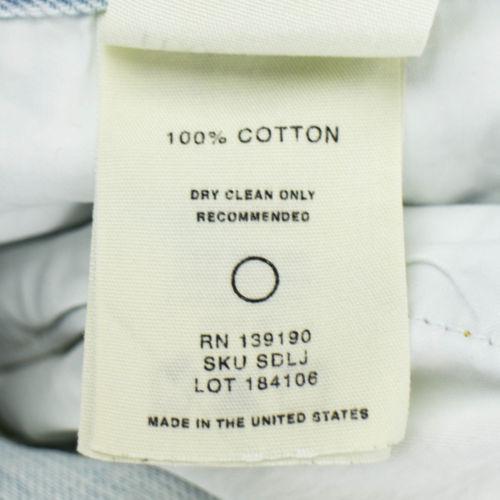 100% COTTON
DRY CLEAN ONLY
RECOMMENDED
RN 139190
SKU SDLJ
LOT 184106
MADE IN THE UNITED STATES